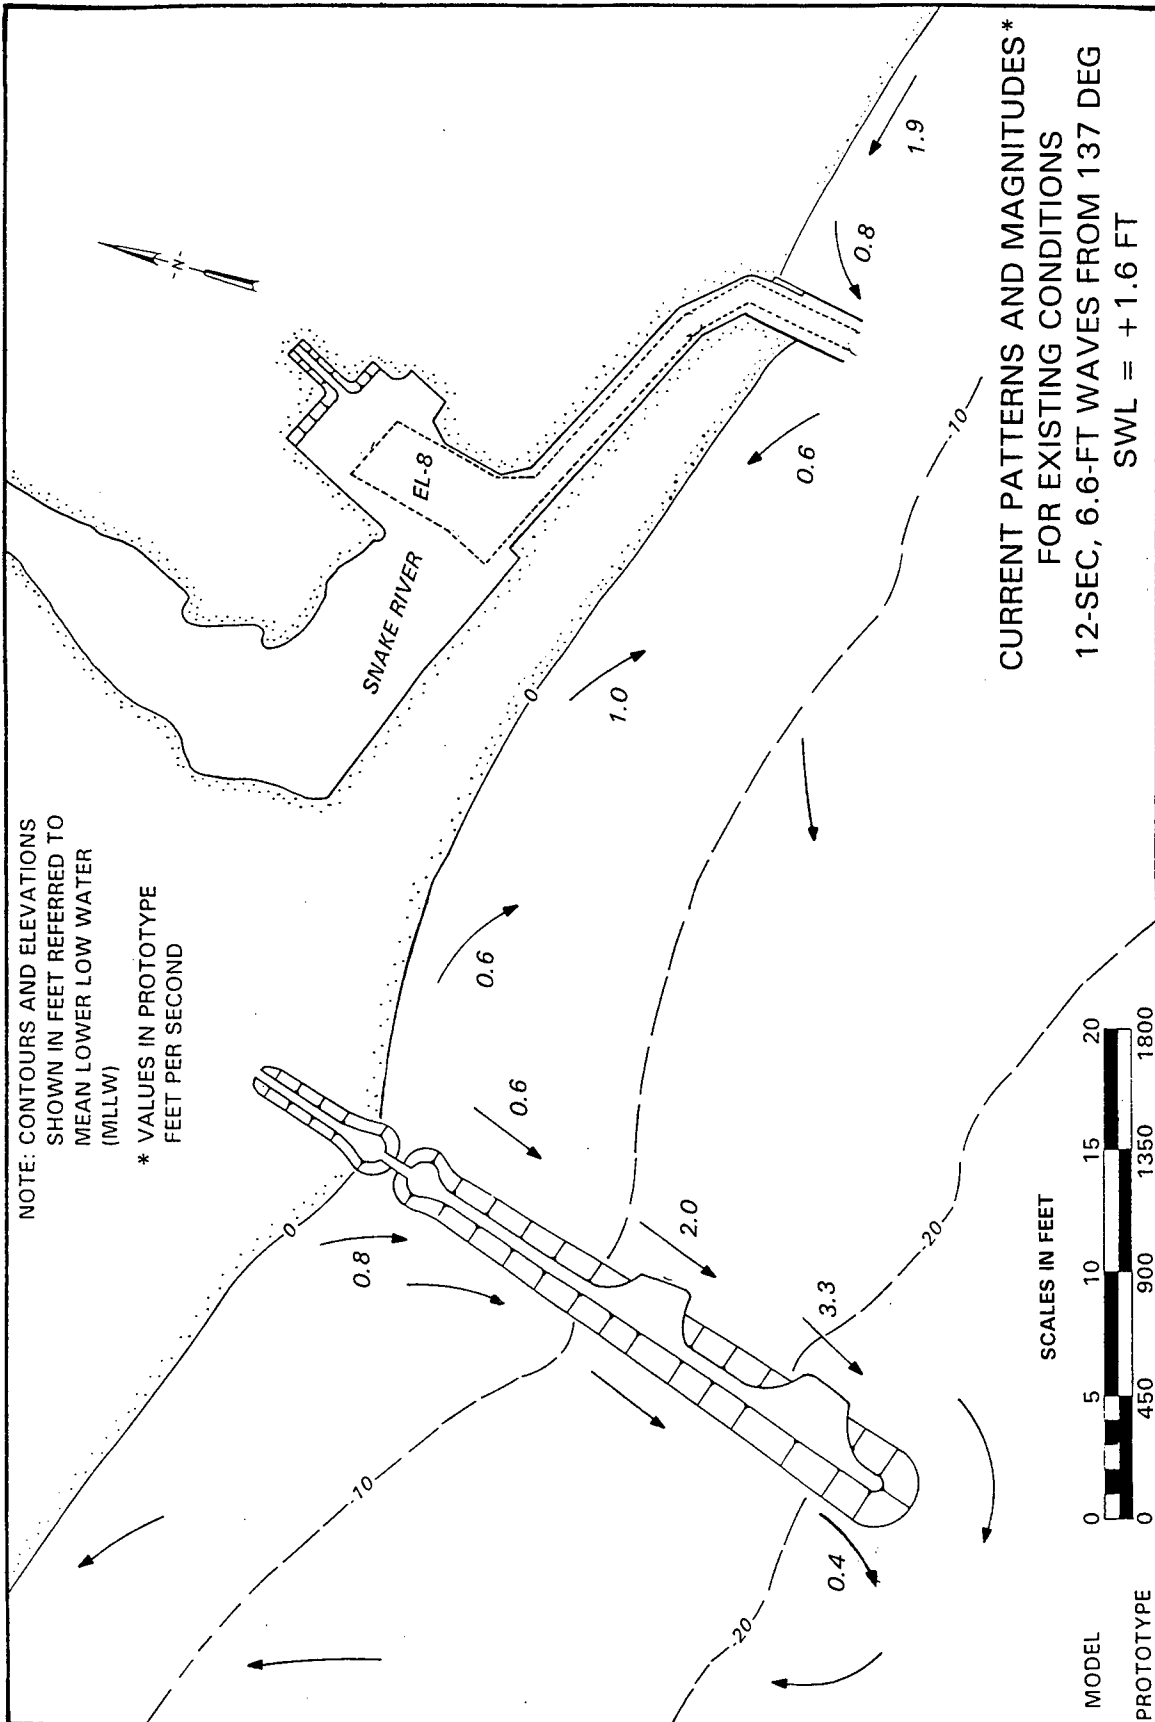 NOTE: CONTOURS AND ELEVATIONS
SHOWN IN FEET REFERRED TO
MEAN LOWER LOW WATER
(MLLW)
* VALUES IN PROTOTYPE
FEET PER SECOND
-N-
SNAKE RIVER
EL-8
0
0
-10
-10
-20
-20
0.8
0.6
0.6
1.0
0.6
0.8
1.9
2.0
3.3
0.4
CURRENT PATTERNS AND MAGNITUDES*
FOR EXISTING CONDITIONS
12-SEC, 6.6-FT WAVES FROM 137 DEG
SWL = +1.6 FT
SCALES IN FEET
MODEL 0 5 10 15 20
PROTOTYPE 0 450 900 1350 1800